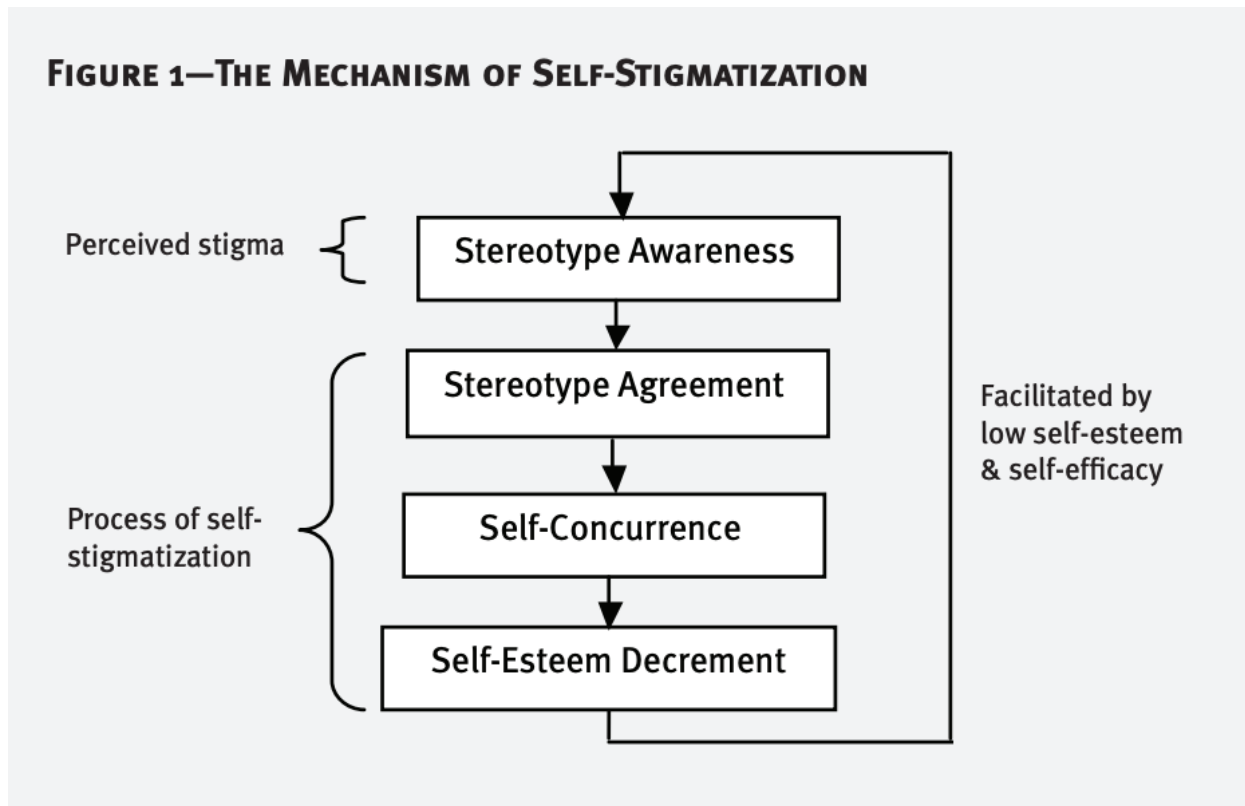 FIGURE 1—THE MECHANISM OF SELF-STIGMATIZATION
Perceived stigma
Stereotype Awareness
Stereotype Agreement
Facilitated by
low self-esteem
& self-efficacy
Process of self-
stigmatization
Self-Concurrence
Self-Esteem Decrement